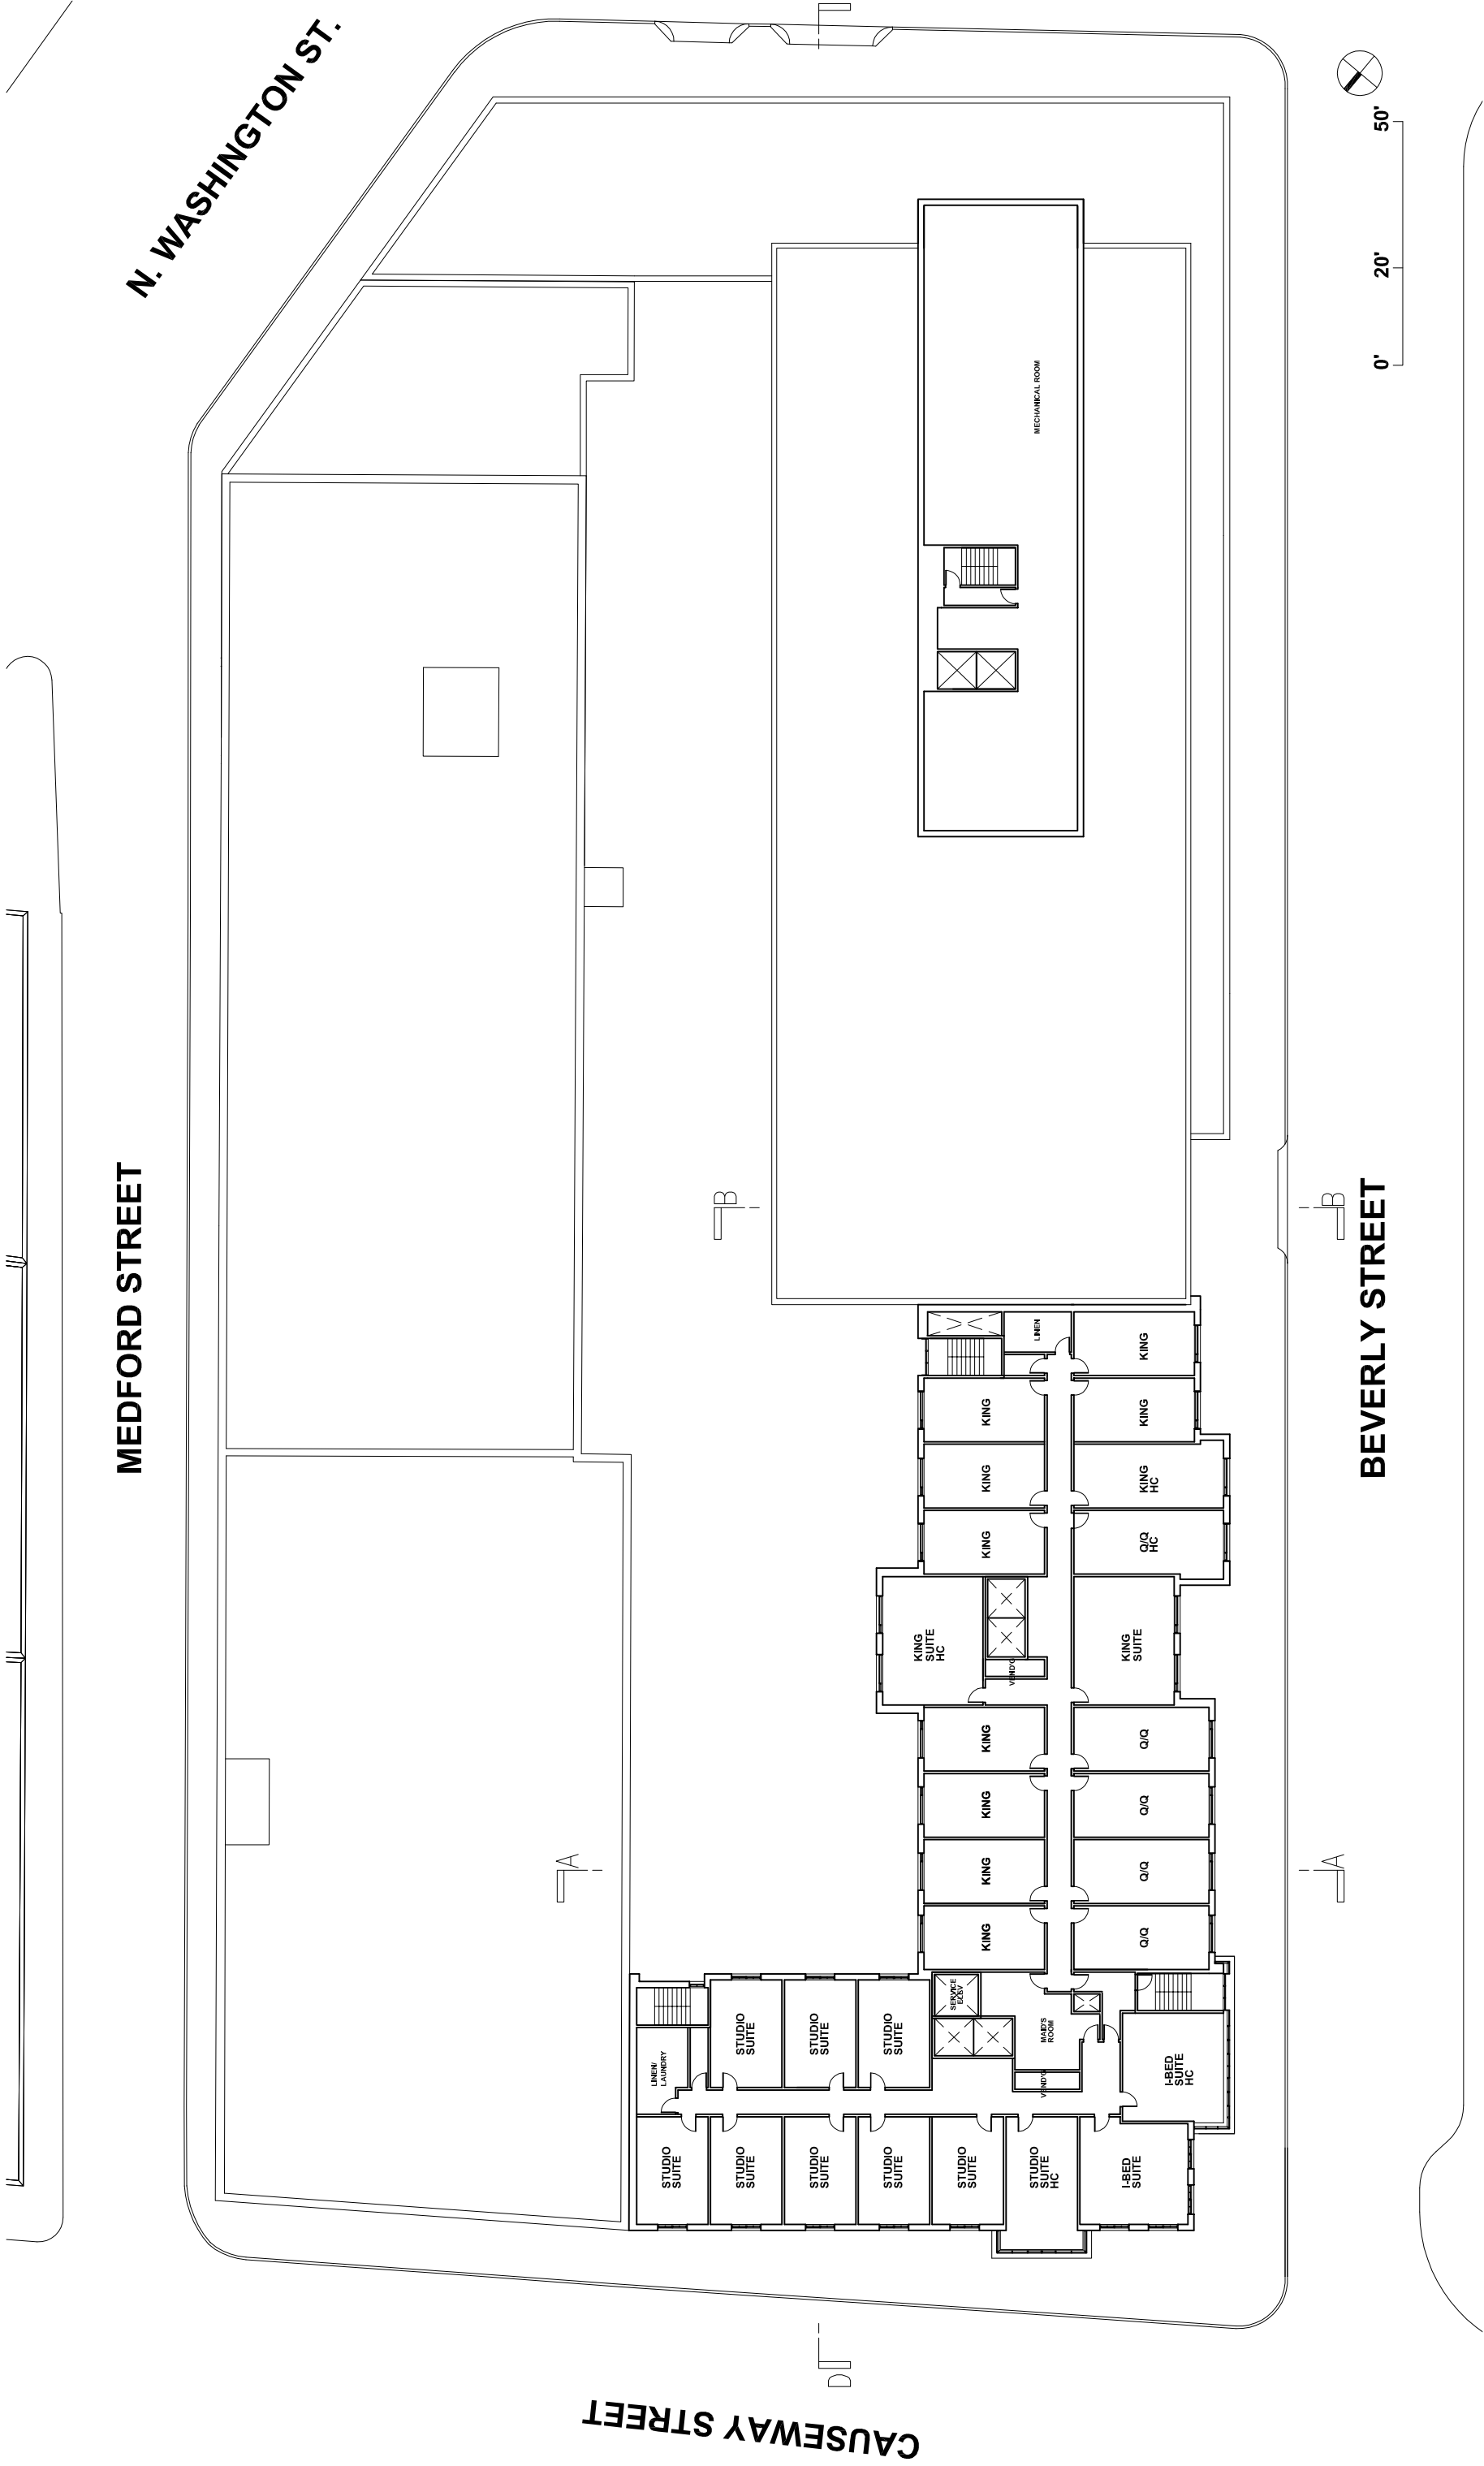 N. WASHINGTON ST.
MEDFORD STREET
BEVERLY STREET
CAUSEWAY STREET
0' 20' 50'
MECHANICAL ROOM
B
B
A
A
D
LINEN
KING
KING
KING
KING
KING
HC
KING
Q/Q
HC
KING
KING
SUITE
HC
VEND'G
KING
SUITE
KING
Q/Q
KING
Q/Q
KING
Q/Q
KING
Q/Q
SERVICE
ELEV
MAID'S
ROOM
VEND'G
I-BED
SUITE
HC
LINEN/
LAUNDRY
STUDIO
SUITE
STUDIO
SUITE
STUDIO
SUITE
STUDIO
SUITE
STUDIO
SUITE
STUDIO
SUITE
STUDIO
SUITE
STUDIO
SUITE
STUDIO
SUITE
HC
I-BED
SUITE